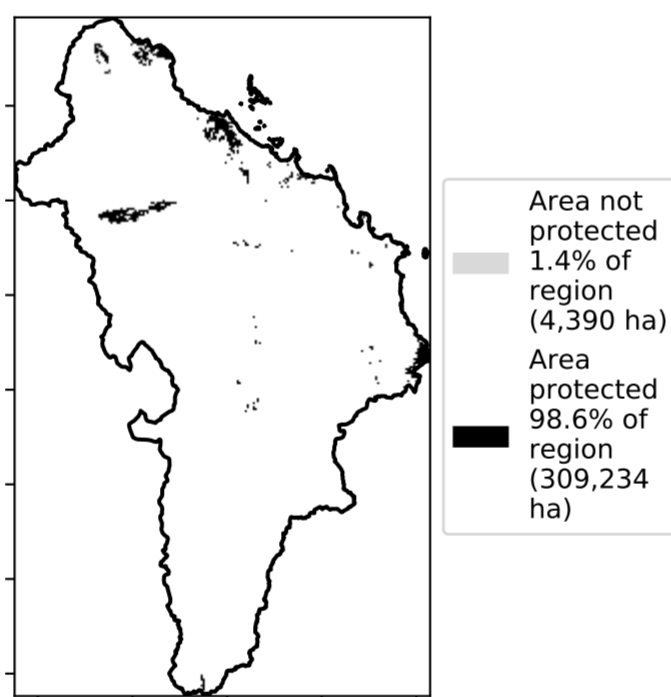 Area not
protected
1.4% of
region
(4,390 ha)
Area
protected
98.6% of
region
(309,234
ha)